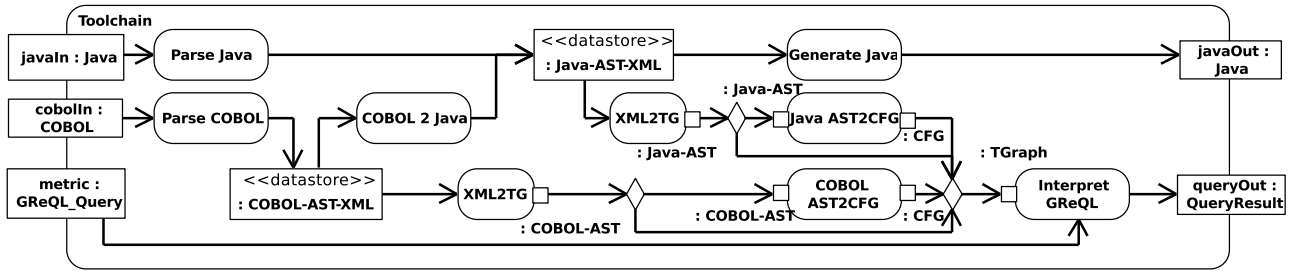 Toolchain
javaIn : Java
Parse Java
<<datastore>>
: Java-AST-XML
Generate Java
javaOut :
Java
cobolIn :
COBOL
Parse COBOL
COBOL 2 Java
XML2TG
: Java-AST
: Java-AST
Java AST2CFG
: CFG
: TGraph
metric :
GReQL_Query
<<datastore>>
: COBOL-AST-XML
XML2TG
: COBOL-AST
: COBOL-AST
COBOL
AST2CFG
: CFG
Interpret
GReQL
queryOut :
QueryResult